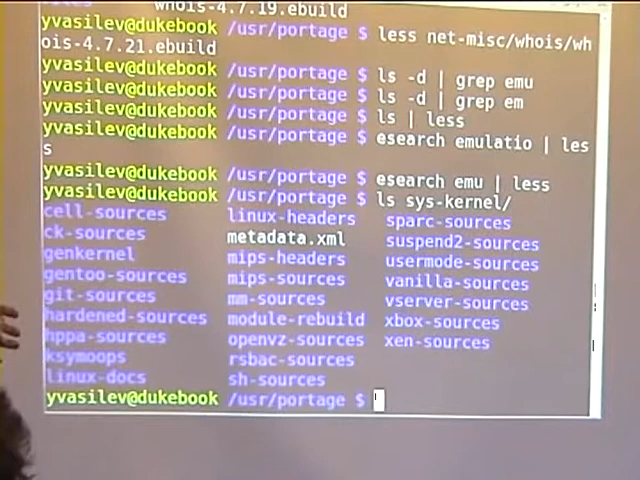 whois-4.7.19.ebuild
yvasilev@dukebook /usr/portage $ less net-misc/whois/wh
ois-4.7.21.ebuild
yvasilev@dukebook /usr/portage $ ls -d | grep emu
yvasilev@dukebook /usr/portage $ ls -d | grep em
yvasilev@dukebook /usr/portage $ ls | less
yvasilev@dukebook /usr/portage $ esearch emulatio | les
s
yvasilev@dukebook /usr/portage $ esearch emu | less
yvasilev@dukebook /usr/portage $ ls sys-kernel/
cell-sources linux-headers sparc-sources
ck-sources metadata.xml suspend2-sources
genkernel mips-headers usermode-sources
gentoo-sources mips-sources vanilla-sources
git-sources mm-sources vserver-sources
hardened-sources module-rebuild xbox-sources
hppa-sources openvz-sources xen-sources
ksymoops rsbac-sources
linux-docs sh-sources
yvasilev@dukebook /usr/portage $